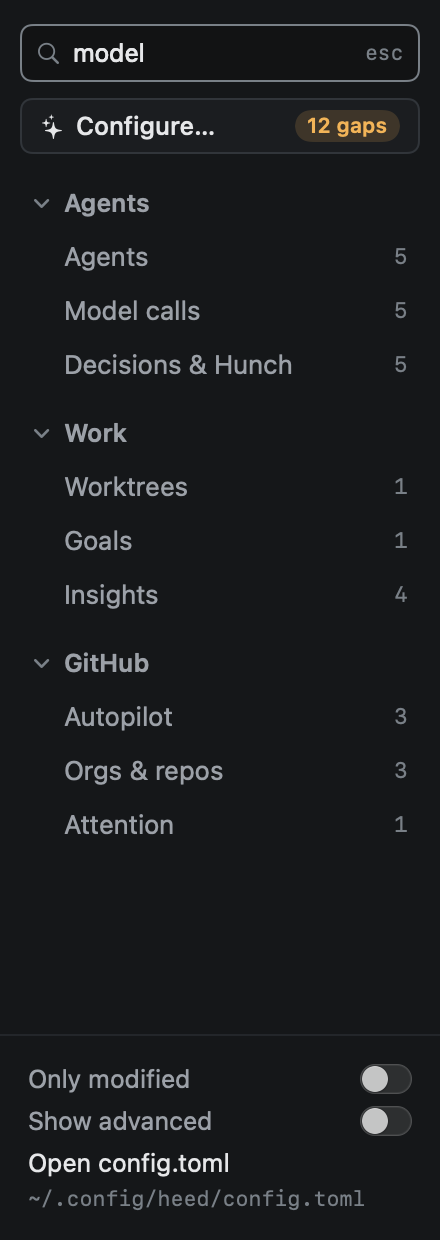 model esc
Configure... 12 gaps
Agents
Agents 5
Model calls 5
Decisions & Hunch 5
Work
Worktrees 1
Goals 1
Insights 4
GitHub
Autopilot 3
Orgs & repos 3
Attention 1
Only modified
Show advanced
Open config.toml
~/.config/heed/config.toml